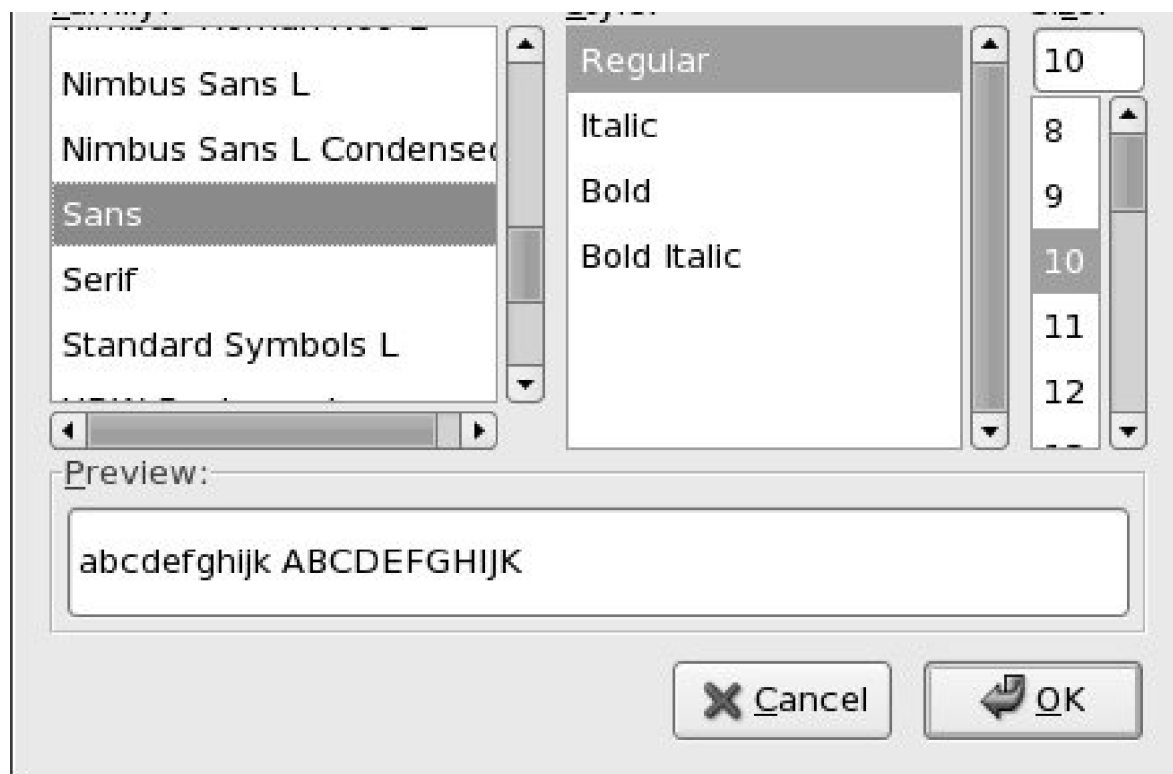 Nimbus Sans L
Nimbus Sans L Condensed
Sans
Serif
Standard Symbols L
Regular
Italic
Bold
Bold Italic
10
8
9
10
11
12
Preview:
abcdefghijk ABCDEFGHIJK
Cancel
OK